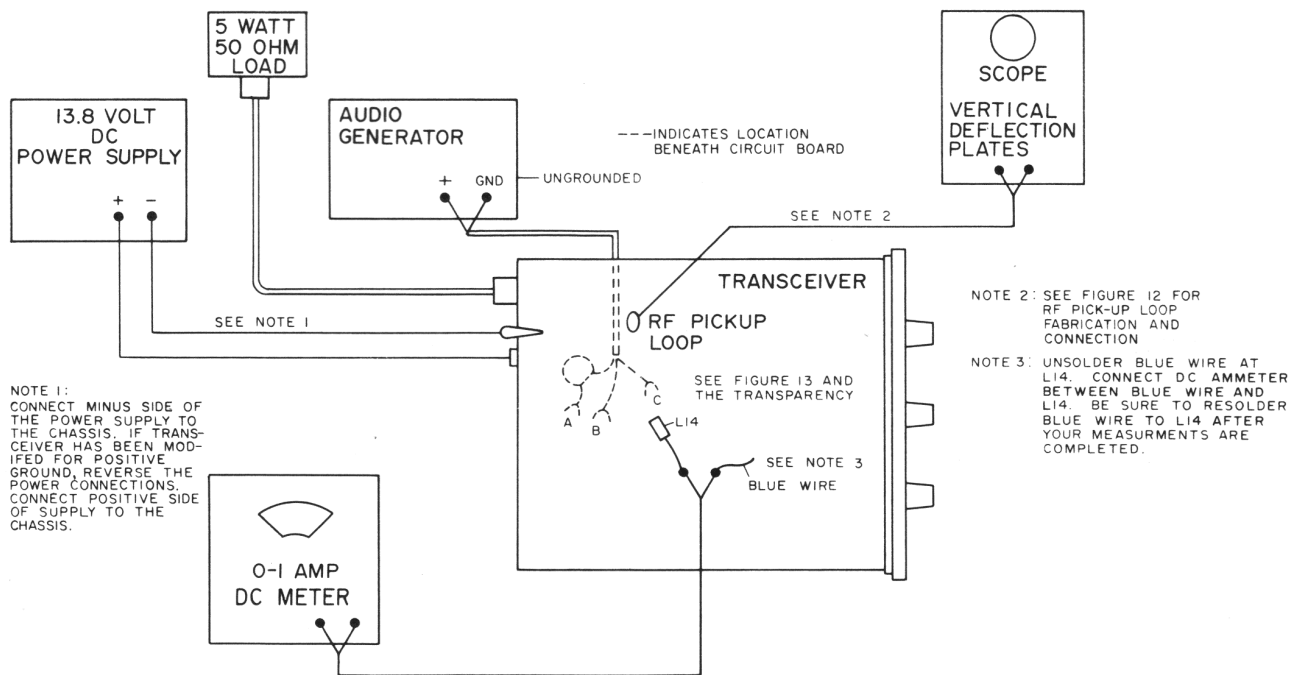 5 WATT
50 OHM
LOAD
13.8 VOLT
DC
POWER SUPPLY
+ -
AUDIO
GENERATOR
+ GND
UNGROUNDED
---INDICATES LOCATION
BENEATH CIRCUIT BOARD
SCOPE
VERTICAL
DEFLECTION
PLATES
SEE NOTE 2
SEE NOTE 1
TRANSCEIVER
RF PICKUP
LOOP
SEE FIGURE 13 AND
THE TRANSPARENCY
A
B
C
L14
SEE NOTE 3
BLUE WIRE
NOTE 1:
CONNECT MINUS SIDE OF
THE POWER SUPPLY TO
THE CHASSIS. IF TRANS-
CEIVER HAS BEEN MOD-
IFED FOR POSITIVE
GROUND, REVERSE THE
POWER CONNECTIONS.
CONNECT POSITIVE SIDE
OF SUPPLY TO THE
CHASSIS.
0-1 AMP
DC METER
NOTE 2: SEE FIGURE 12 FOR
RF PICK-UP LOOP
FABRICATION AND
CONNECTION
NOTE 3: UNSOLDER BLUE WIRE AT
L14. CONNECT DC AMMETER
BETWEEN BLUE WIRE AND
L14. BE SURE TO RESOLDER
BLUE WIRE TO L14 AFTER
YOUR MEASURMENTS ARE
COMPLETED.